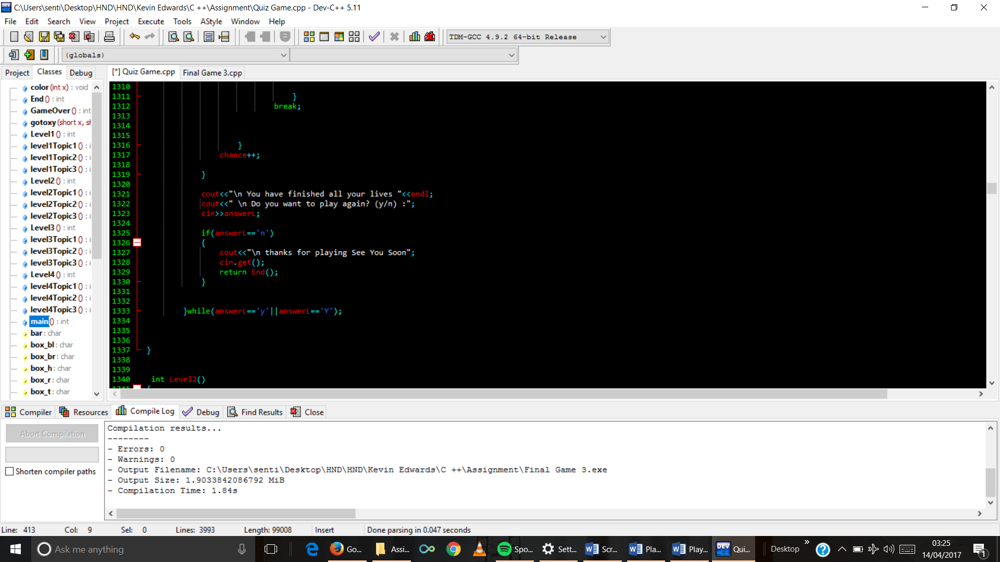 C:\Users\senti\Desktop\HND\HND\Kevin Edwards\C ++\Assignment\Quiz Game.cpp - Dev-C++ 5.11
File Edit Search View Project Execute Tools AStyle Window Help
TDM-GCC 4.9.2 64-bit Release
(globals)
Project Classes Debug
[*] Quiz Game.cpp Final Game 3.cpp
color (int x) : void
End () : int
GameOver () : int
gotoxy (short x, sh
Level1 () : int
level1Topic1 () : i
level1Topic2 () : i
level1Topic3 () : i
Level2 () : int
level2Topic1 () : i
level2Topic2 () : i
level2Topic3 () : i
Level3 () : int
level3Topic1 () : i
level3Topic2 () : i
level3Topic3 () : i
Level4 () : int
level4Topic1 () : i
level4Topic2 () : i
level4Topic3 () : i
main () : int
bar : char
box_bl : char
box_br : char
box_h : char
box_r : char
box_t : char
1310
1311 }
1312 break;
1313
1314
1315
1316 }
1317 chance++;
1318
1319 }
1320
1321 cout<<"\n You have finished all your lives "<<endl;
1322 cout<<" \n Do you want to play again? (y/n) :";
1323 cin>>answerL;
1324
1325 if(answerL=='n')
1326 {
1327 cout<<"\n thanks for playing See You Soon";
1328 cin.get();
1329 return End();
1330 }
1331
1332
1333 }while(answerL=='y'||answerL=='Y');
1334
1335
1336
1337 }
1338
1339
1340 int Level2()
1341 {
Compiler Resources Compile Log Debug Find Results Close
Abort Compilation
Shorten compiler paths
Compilation results...
--------
- Errors: 0
- Warnings: 0
- Output Filename: C:\Users\senti\Desktop\HND\HND\Kevin Edwards\C ++\Assignment\Final Game 3.exe
- Output Size: 1.9033842086792 MiB
- Compilation Time: 1.84s
Line: 413 Col: 9 Sel: 0 Lines: 3993 Length: 99008 Insert Done parsing in 0.047 seconds
Ask me anything
Go... Assi... Spo... Sett... Scr... Pla... Play... DEV Qui... Desktop
03:25
14/04/2017
1